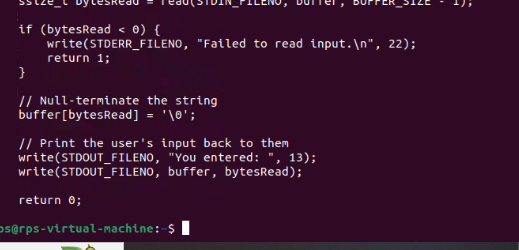 ssize_t bytesRead = read(STDIN_FILENO, buffer, BUFFER_SIZE - 1);
if (bytesRead < 0) {
write(STDERR_FILENO, "Failed to read input.\n", 22);
return 1;
}
// Null-terminate the string
buffer[bytesRead] = '\0';
// Print the user's input back to them
write(STDOUT_FILENO, "You entered: ", 13);
write(STDOUT_FILENO, buffer, bytesRead);
return 0;
os@rps-virtual-machine:~$